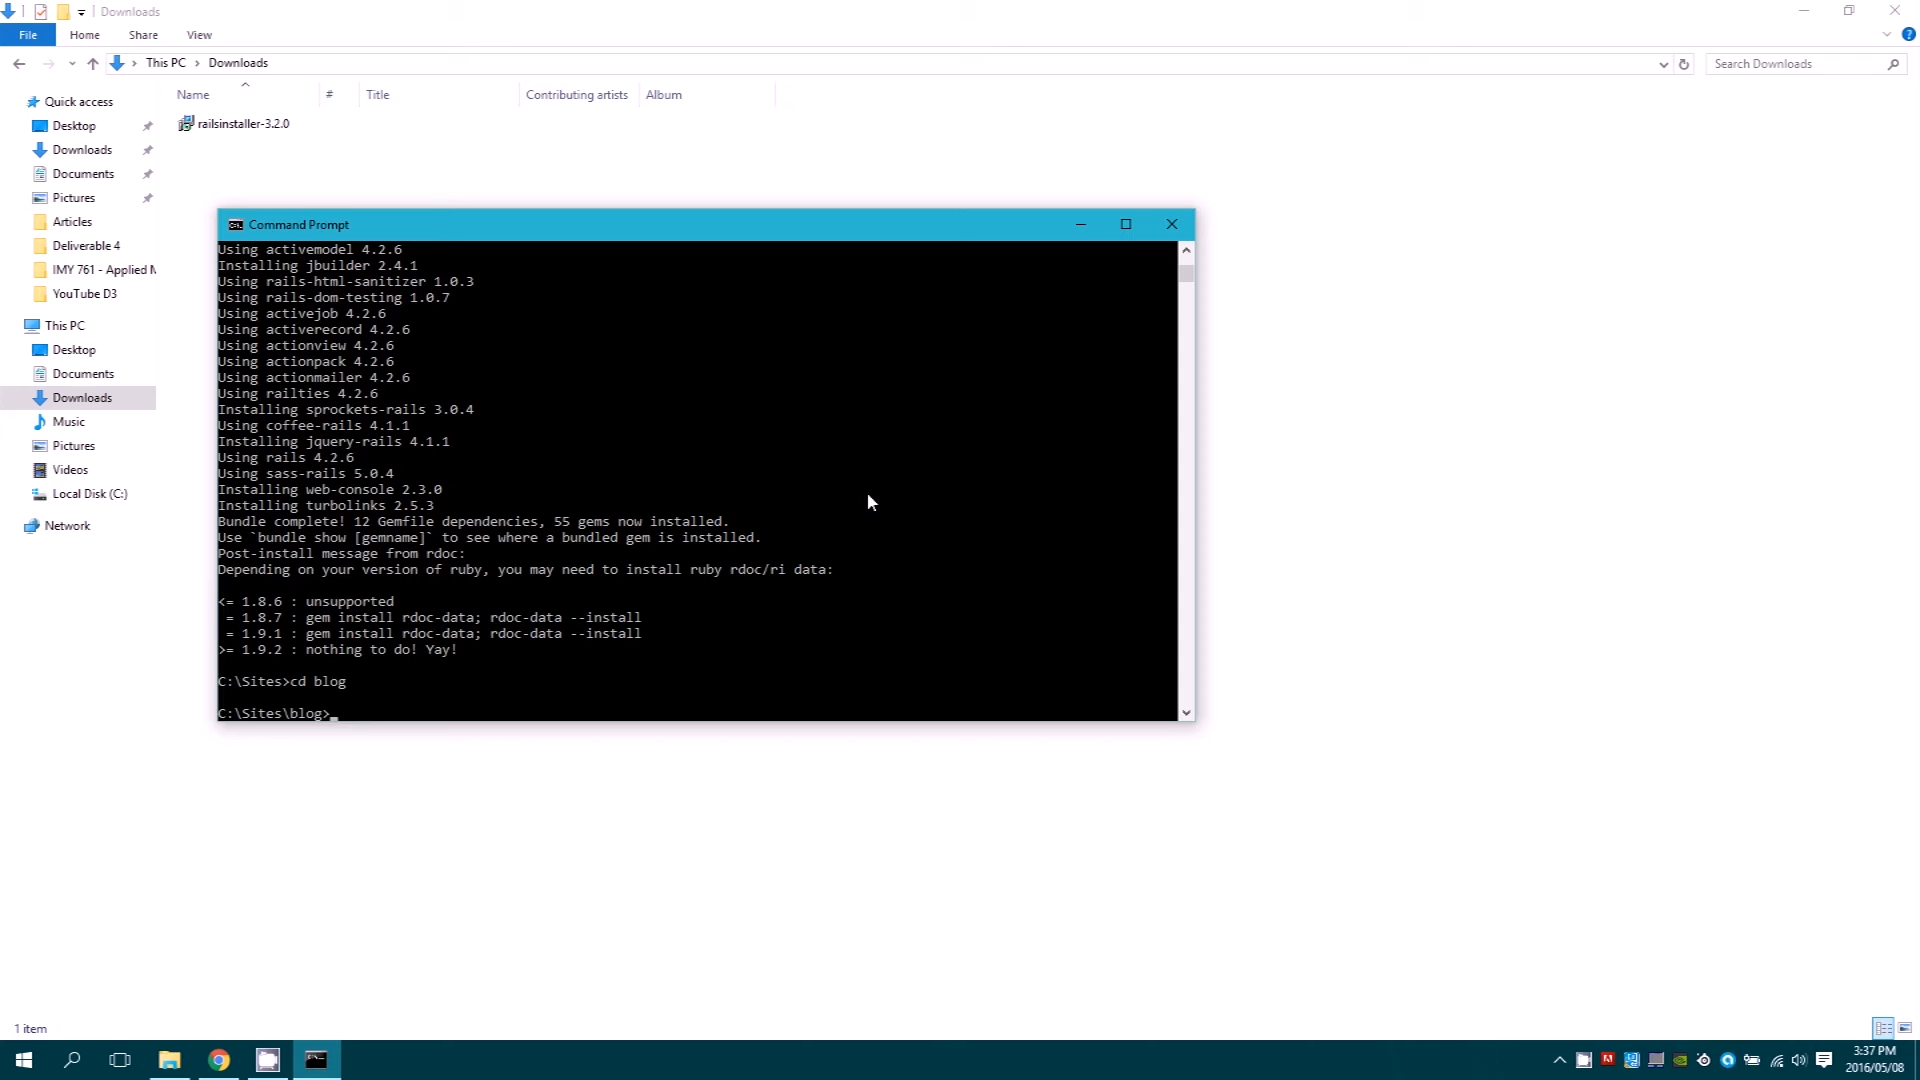 Downloads
File Home Share View
This PC > Downloads
Search Downloads
Name # Title Contributing artists Album
railsinstaller-3.2.0
Quick access
Desktop
Downloads
Documents
Pictures
Articles
Deliverable 4
IMY 761 - Applied M
YouTube D3
This PC
Desktop
Documents
Downloads
Music
Pictures
Videos
Local Disk (C:)
Network
Command Prompt
Using activemodel 4.2.6
Installing jbuilder 2.4.1
Using rails-html-sanitizer 1.0.3
Using rails-dom-testing 1.0.7
Using activejob 4.2.6
Using activerecord 4.2.6
Using actionview 4.2.6
Using actionpack 4.2.6
Using actionmailer 4.2.6
Using railties 4.2.6
Installing sprockets-rails 3.0.4
Using coffee-rails 4.1.1
Installing jquery-rails 4.1.1
Using rails 4.2.6
Using sass-rails 5.0.4
Installing web-console 2.3.0
Installing turbolinks 2.5.3
Bundle complete! 12 Gemfile dependencies, 55 gems now installed.
Use `bundle show [gemname]` to see where a bundled gem is installed.
Post-install message from rdoc:
Depending on your version of ruby, you may need to install ruby rdoc/ri data:
<= 1.8.6 : unsupported
= 1.8.7 : gem install rdoc-data; rdoc-data --install
= 1.9.1 : gem install rdoc-data; rdoc-data --install
>= 1.9.2 : nothing to do! Yay!
C:\Sites>cd blog
C:\Sites\blog>_
1 item
3:37 PM
2016/05/08